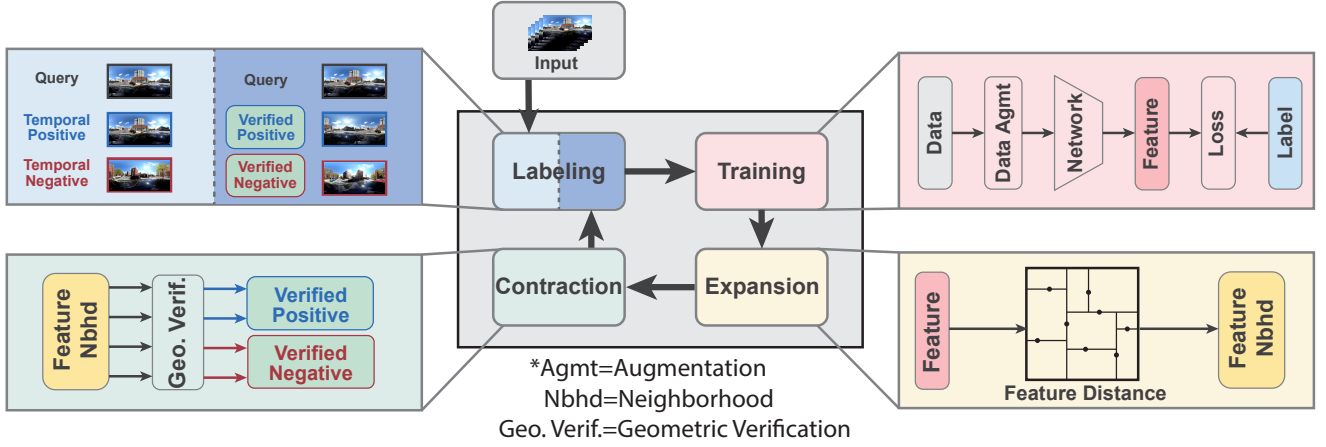 Input
Query
Query
Temporal
Positive
Verified
Positive
Temporal
Negative
Verified
Negative
Labeling
Training
Contraction
Expansion
Data
Data Agmt
Network
Feature
Loss
Label
Feature
Nbhd
Geo. Verif.
Verified
Positive
Verified
Negative
Feature
Feature Distance
Feature
Nbhd
*Agmt=Augmentation
Nbhd=Neighborhood
Geo. Verif.=Geometric Verification